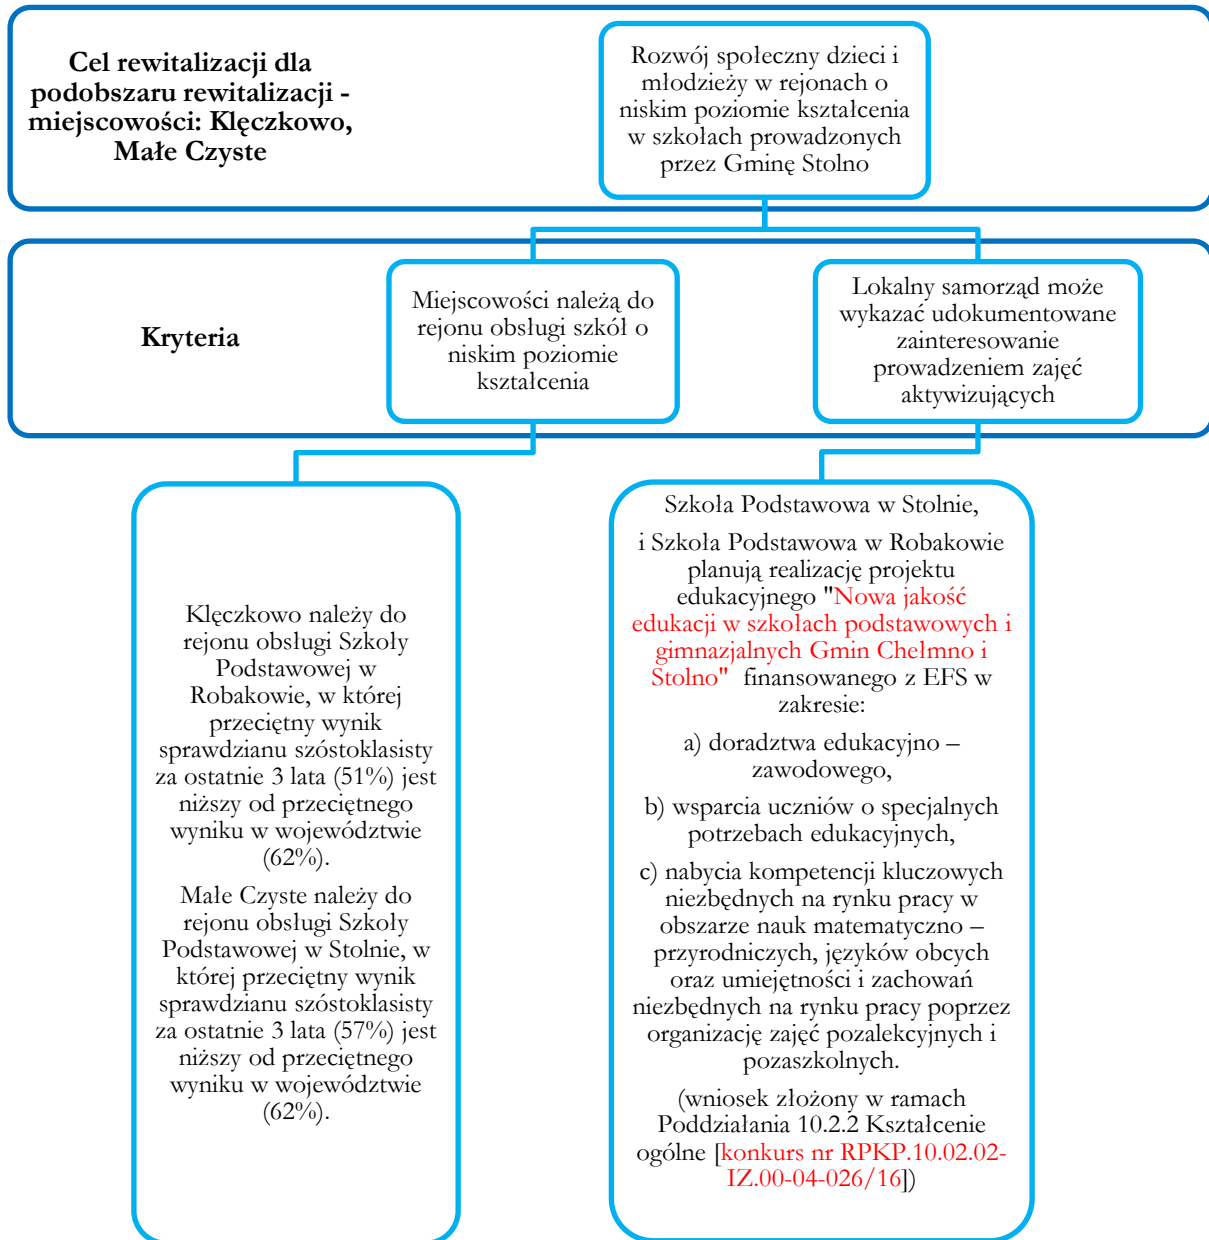 Cel rewitalizacji dla
podobszaru rewitalizacji -
miejscowości: Klęczkowo,
Małe Czyste
Rozwój społeczny dzieci i
młodzieży w rejonach o
niskim poziomie kształcenia
w szkołach prowadzonych
przez Gminę Stolno
Kryteria
Miejscowości należą do
rejonu obsługi szkół o
niskim poziomie
kształcenia
Lokalny samorząd może
wykazać udokumentowane
zainteresowanie
prowadzeniem zajęć
aktywizujących
Klęczkowo należy do
rejonu obsługi Szkoły
Podstawowej w
Robakowie, w której
przeciętny wynik
sprawdzianu szóstoklasisty
za ostatnie 3 lata (51%) jest
niższy od przeciętnego
wyniku w województwie
(62%).
Małe Czyste należy do
rejonu obsługi Szkoły
Podstawowej w Stolnie, w
której przeciętny wynik
sprawdzianu szóstoklasisty
za ostatnie 3 lata (57%) jest
niższy od przeciętnego
wyniku w województwie
(62%).
Szkoła Podstawowa w Stolnie,
i Szkoła Podstawowa w Robakowie
planują realizację projektu
edukacyjnego "Nowa jakość
edukacji w szkołach podstawowych i
gimnazjalnych Gmin Chełmno i
Stolno" finansowanego z EFS w
zakresie:
a) doradztwa edukacyjno –
zawodowego,
b) wsparcia uczniów o specjalnych
potrzebach edukacyjnych,
c) nabycia kompetencji kluczowych
niezbędnych na rynku pracy w
obszarze nauk matematyczno –
przyrodniczych, języków obcych
oraz umiejętności i zachowań
niezbędnych na rynku pracy poprzez
organizację zajęć pozalekcyjnych i
pozaszkolnych.
(wniosek złożony w ramach
Poddziałania 10.2.2 Kształcenie
ogólne [konkurs nr RPKP.10.02.02-
IZ.00-04-026/16])